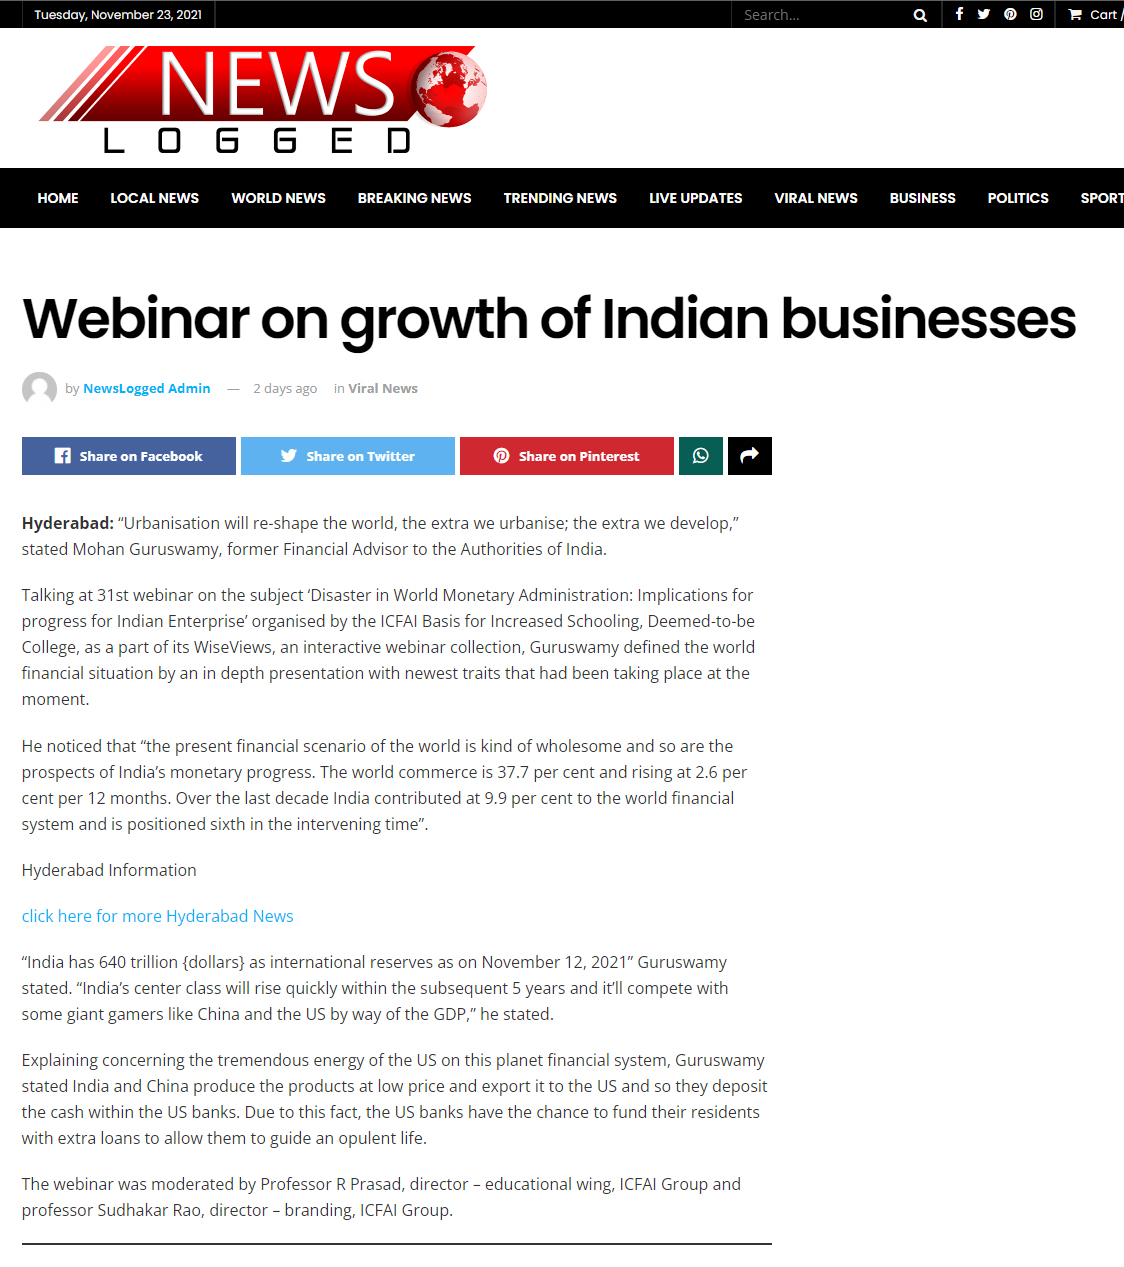 Tuesday, November 23, 2021
Search...
Cart /
NEWS
LOGGED
HOME LOCAL NEWS WORLD NEWS BREAKING NEWS TRENDING NEWS LIVE UPDATES VIRAL NEWS BUSINESS POLITICS SPORT
Webinar on growth of Indian businesses
by NewsLogged Admin — 2 days ago in Viral News
Share on Facebook Share on Twitter Share on Pinterest
Hyderabad: “Urbanisation will re-shape the world, the extra we urbanise; the extra we develop,”
stated Mohan Guruswamy, former Financial Advisor to the Authorities of India.
Talking at 31st webinar on the subject ‘Disaster in World Monetary Administration: Implications for
progress for Indian Enterprise’ organised by the ICFAI Basis for Increased Schooling, Deemed-to-be
College, as a part of its WiseViews, an interactive webinar collection, Guruswamy defined the world
financial situation by an in depth presentation with newest traits that had been taking place at the
moment.
He noticed that “the present financial scenario of the world is kind of wholesome and so are the
prospects of India’s monetary progress. The world commerce is 37.7 per cent and rising at 2.6 per
cent per 12 months. Over the last decade India contributed at 9.9 per cent to the world financial
system and is positioned sixth in the intervening time”.
Hyderabad Information
click here for more Hyderabad News
“India has 640 trillion {dollars} as international reserves as on November 12, 2021” Guruswamy
stated. “India’s center class will rise quickly within the subsequent 5 years and it’ll compete with
some giant gamers like China and the US by way of the GDP,” he stated.
Explaining concerning the tremendous energy of the US on this planet financial system, Guruswamy
stated India and China produce the products at low price and export it to the US and so they deposit
the cash within the US banks. Due to this fact, the US banks have the chance to fund their residents
with extra loans to allow them to guide an opulent life.
The webinar was moderated by Professor R Prasad, director – educational wing, ICFAI Group and
professor Sudhakar Rao, director – branding, ICFAI Group.